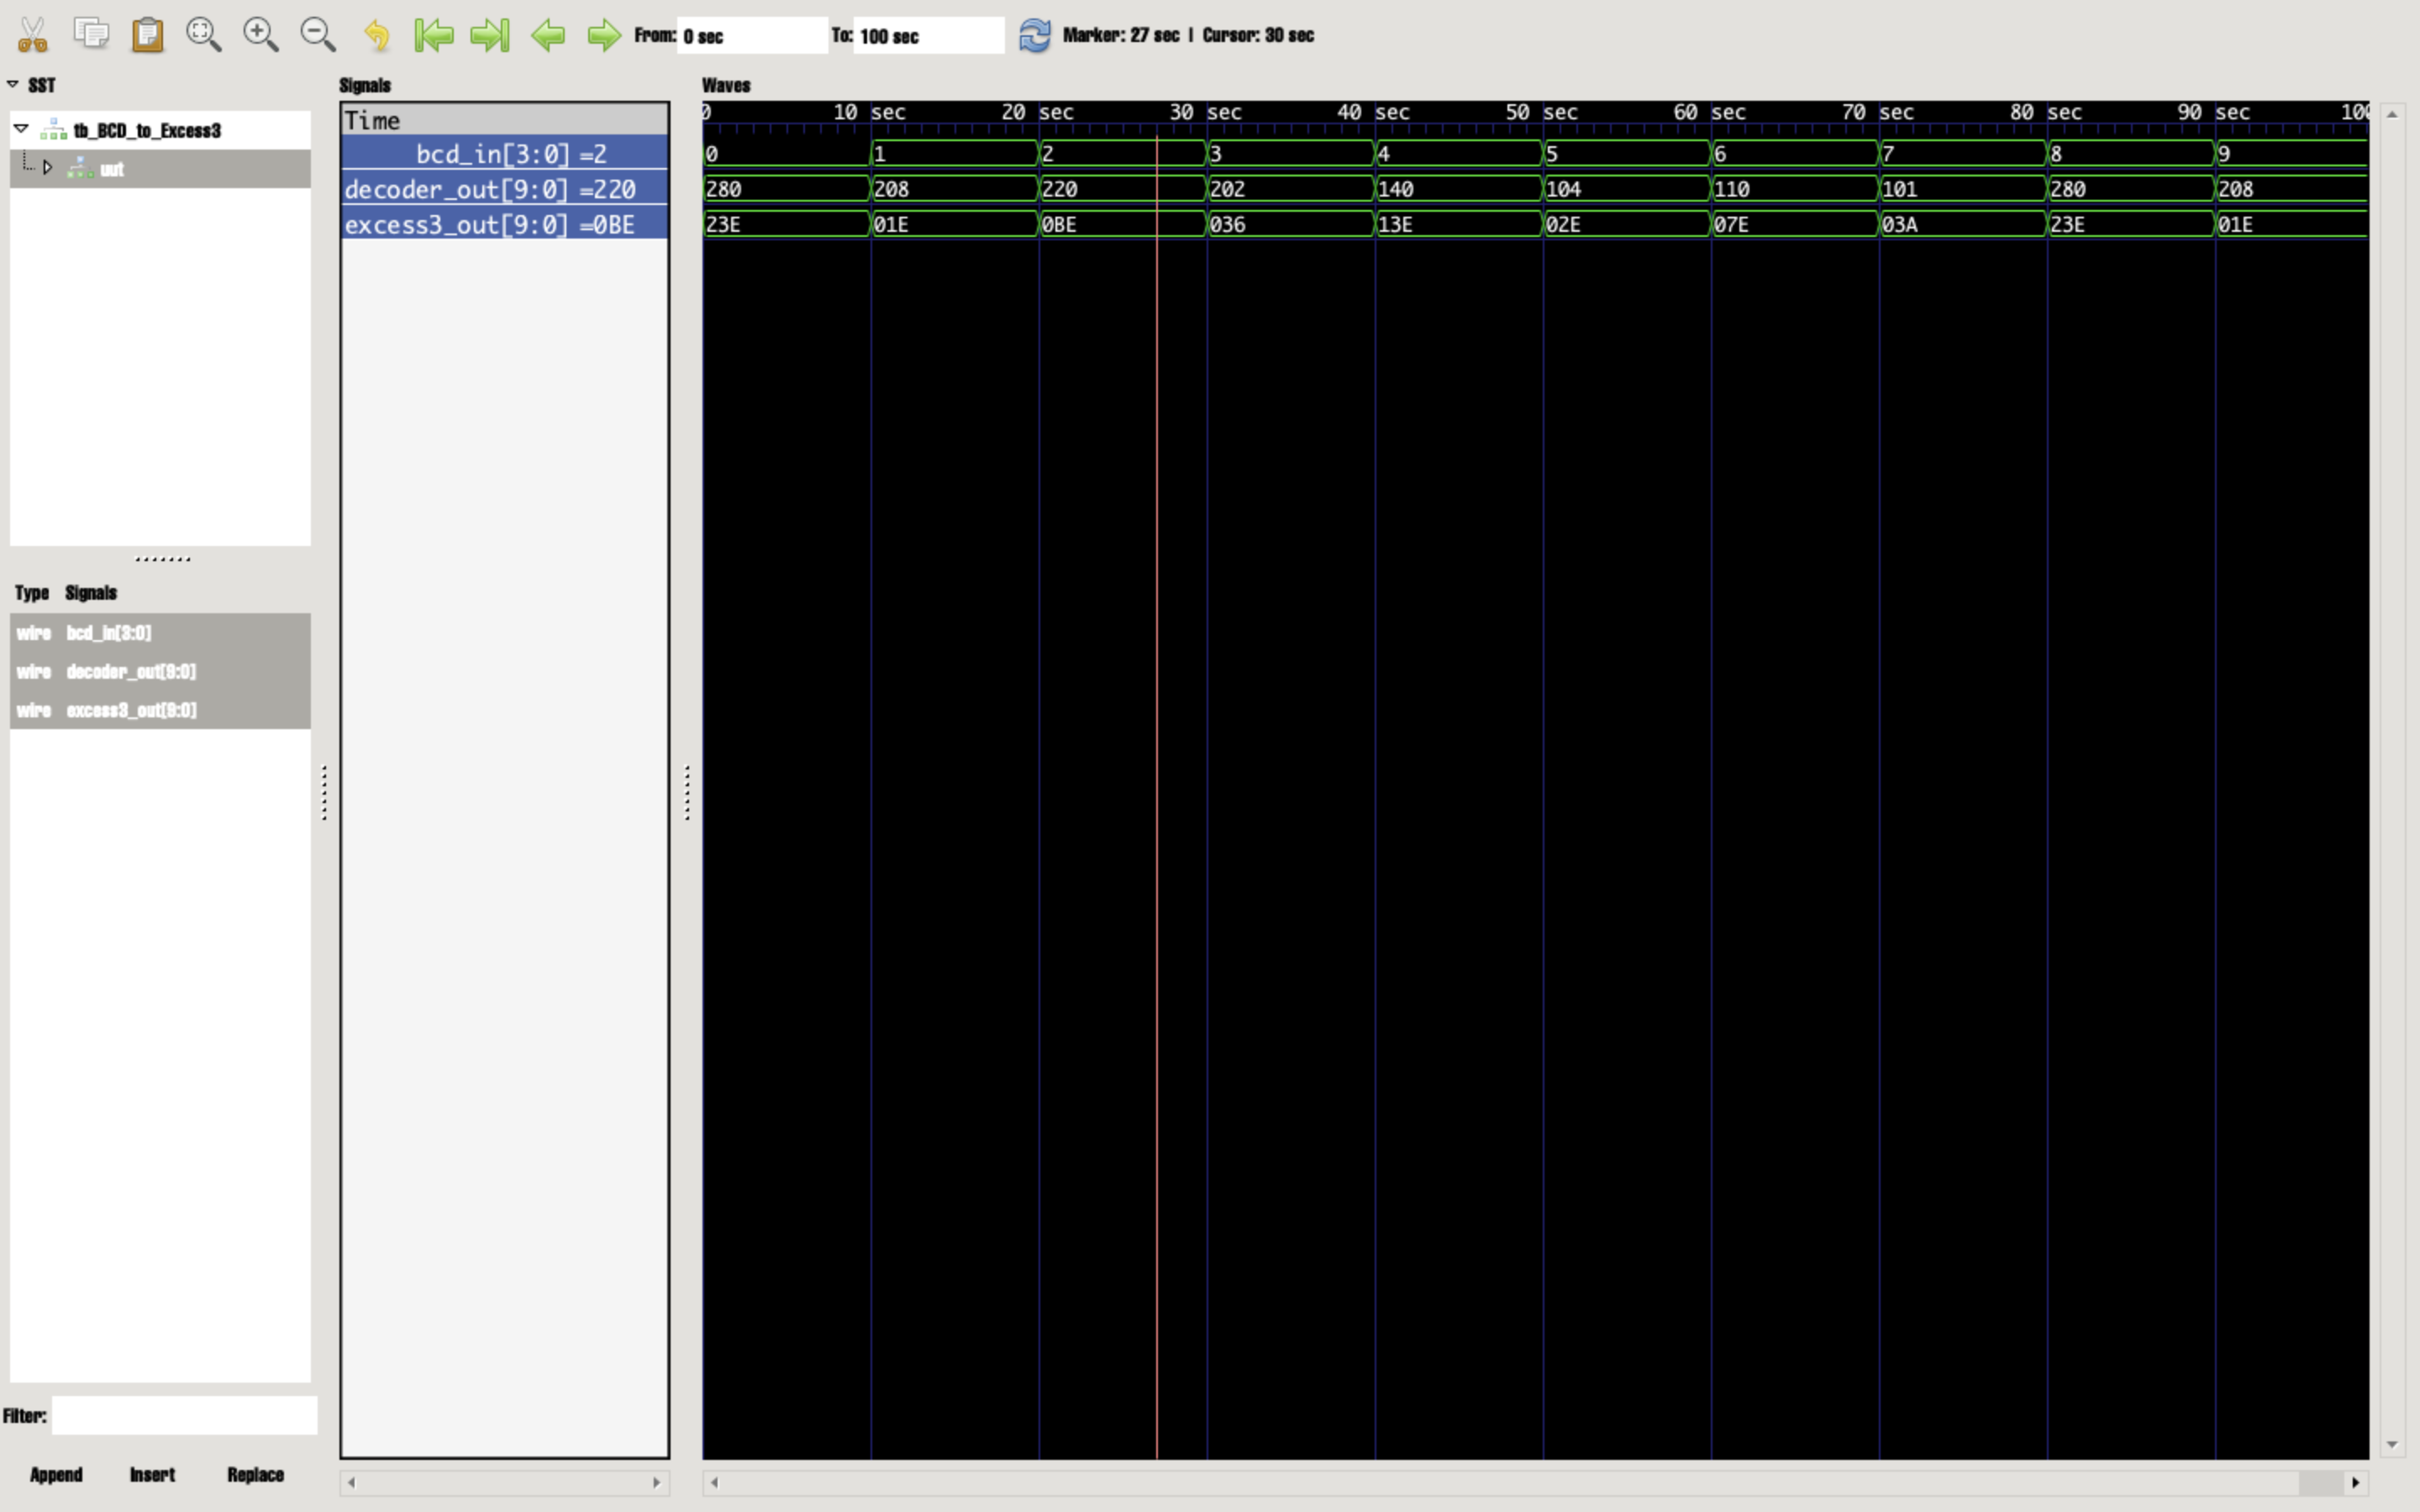 From: 0 sec To: 100 sec Marker: 27 sec | Cursor: 30 sec
SST
tb_BCD_to_Excess3
uut
Type Signals
wire bcd_in[3:0]
wire decoder_out[9:0]
wire excess3_out[9:0]
Filter:
Append Insert Replace
Signals
Time
bcd_in[3:0] =2
decoder_out[9:0] =220
excess3_out[9:0] =0BE
Waves
0 10 sec 20 sec 30 sec 40 sec 50 sec 60 sec 70 sec 80 sec 90 sec 100
0 1 2 3 4 5 6 7 8 9
280 208 220 202 140 104 110 101 280 208
23E 01E 0BE 036 13E 02E 07E 03A 23E 01E